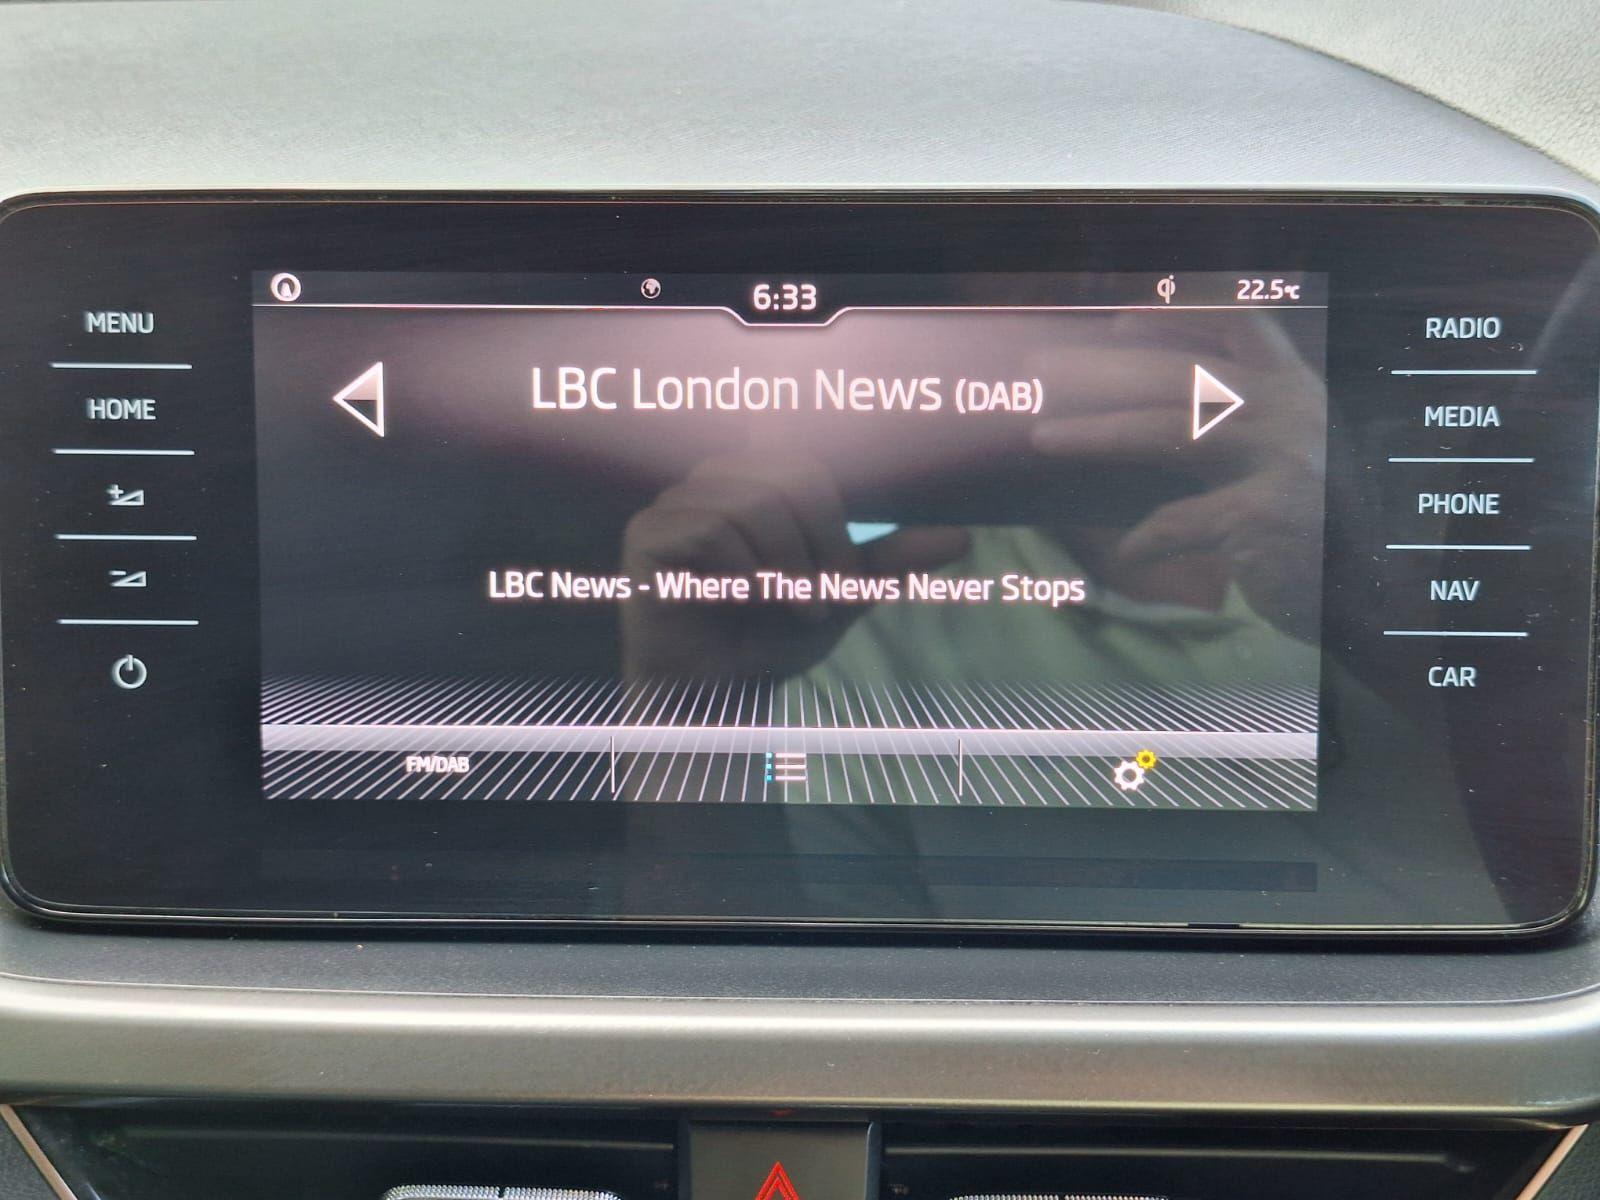 6:33
22.5°C
MENU
HOME
RADIO
MEDIA
PHONE
NAV
CAR
LBC London News (DAB)
LBC News - Where The News Never Stops
FM/DAB